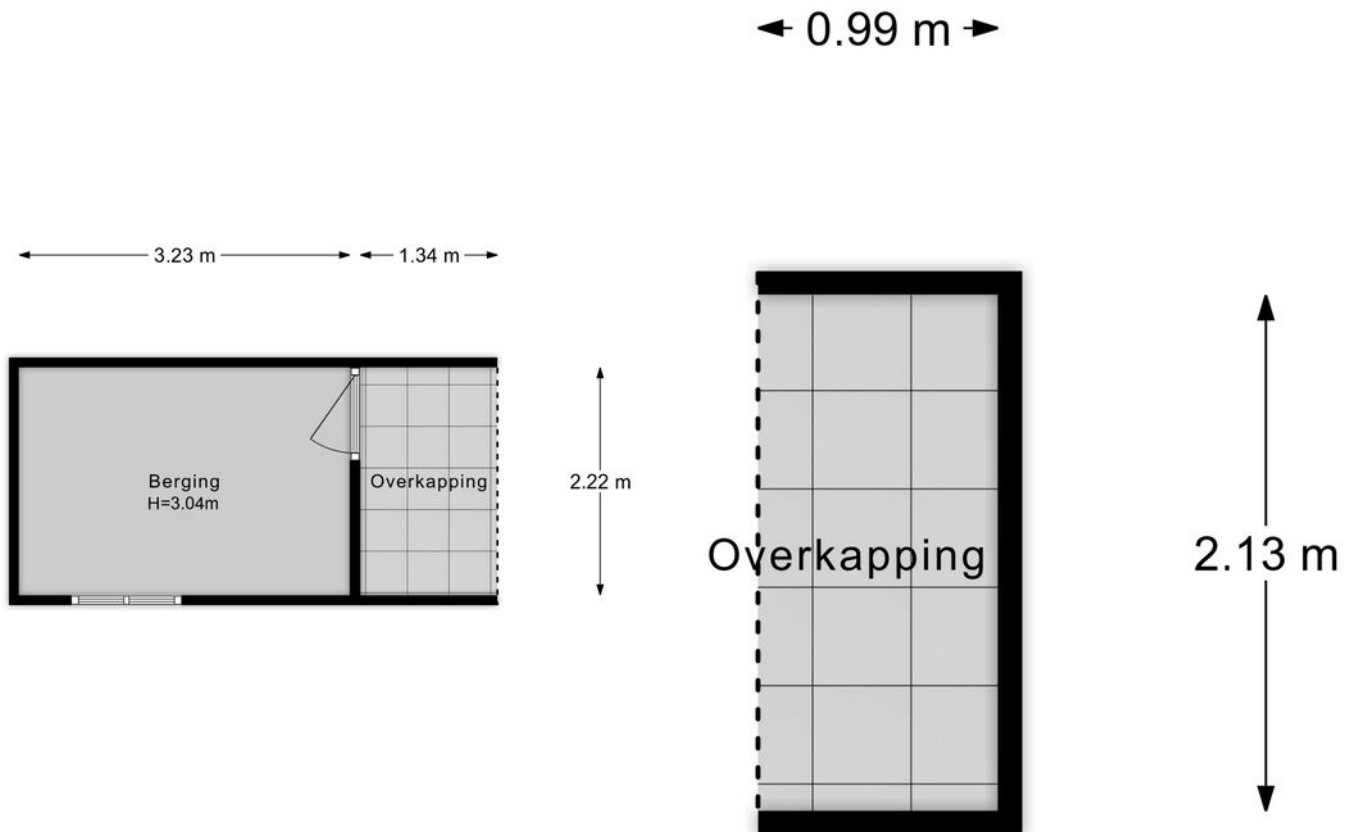 0.99 m
3.23 m
1.34 m
Berging
H=3.04m
Overkapping
2.22 m
Overkapping
2.13 m